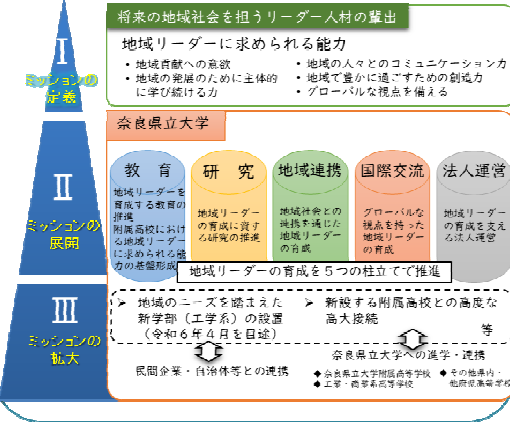 将来の地域社会を担うリーダー人材の輩出
地域リーダーに求められる能力
• 地域貢献への意欲
• 地域の発展のために主体的
に学び続ける力
• 地域の人々とのコミュニケーション力
• 地域で豊かに過ごすための創造力
• グローバルな視点を備える
Ⅰ
ミッションの
定義
奈良県立大学
Ⅱ
ミッションの
展開
教 育
地域リーダーを
育成する教育の
推進
附属高校におけ
る地域リーダー
に求められる能
力の基盤形成
研 究
地域リーダー
の育成に資す
る研究の推進
地域連携
地域社会との
連携を通じた
地域リーダー
の育成
国際交流
グローバルな
視点を持った
地域リーダー
の育成
法人運営
地域リーダー
の育成を支え
る法人運営
地域リーダーの育成を5つの柱立てで推進
Ⅲ
ミッションの
拡大
➢ 地域のニーズを踏まえた
新学部(工学系)の設置
(令和6年4月を目途)
➢ 新設する附属高校との高度な
高大接続
等
民間企業・自治体等との連携
奈良県立大学への進学・連携
◆ 奈良県立大学附属高等学校
◆ 工業・商業系高等学校
◆ その他県内・
他府県高等学校